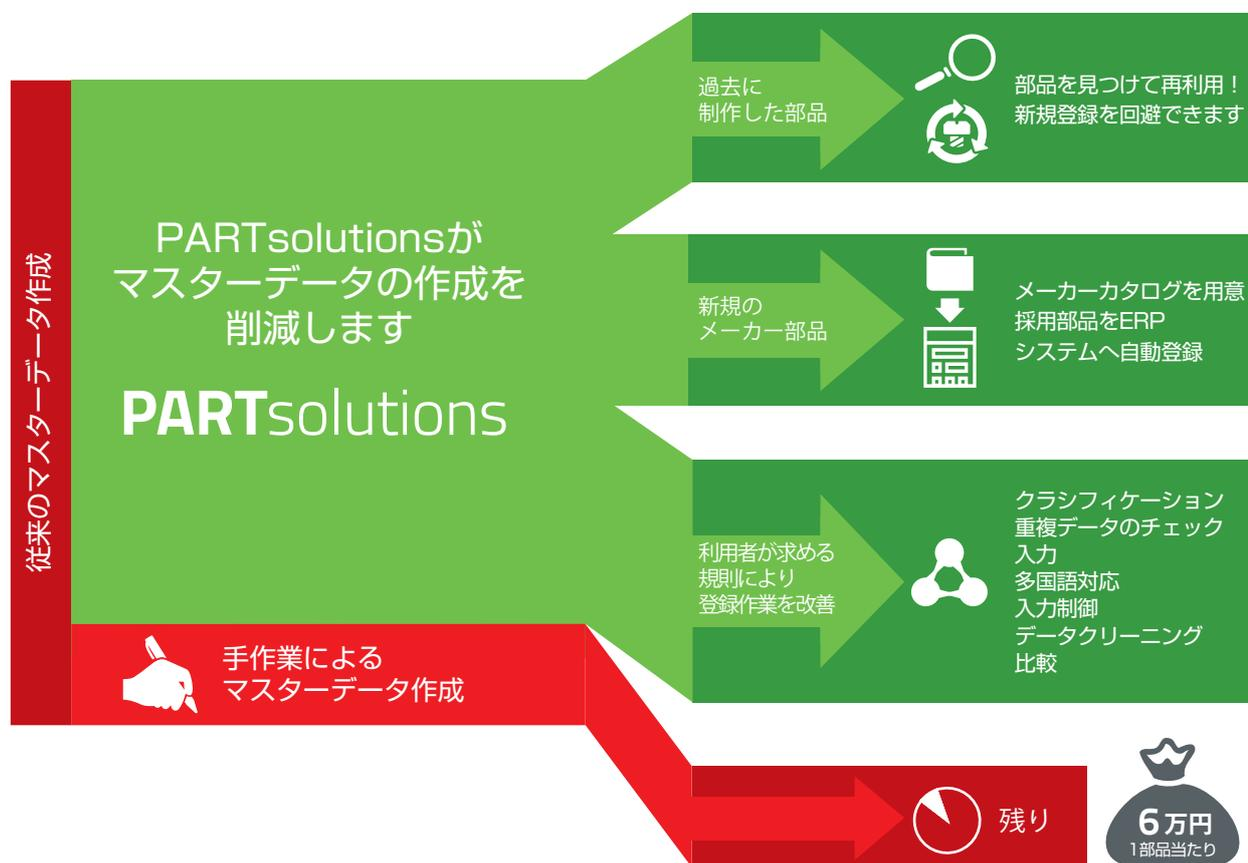 従来のマスターデータ作成
PARTsolutionsが
マスターデータの作成を
削減します
PARTsolutions
手作業による
マスターデータ作成
過去に
制作した部品
部品を見つけて再利用！
新規登録を回避できます
新規の
メーカー部品
メーカーカタログを用意
採用部品をERP
システムへ自動登録
利用者が求める
規則により
登録作業を改善
クラシフィケーション
重複データのチェック
入力
多国語対応
入力制御
データクリーニング
比較
残り
6万円
1部品当たり